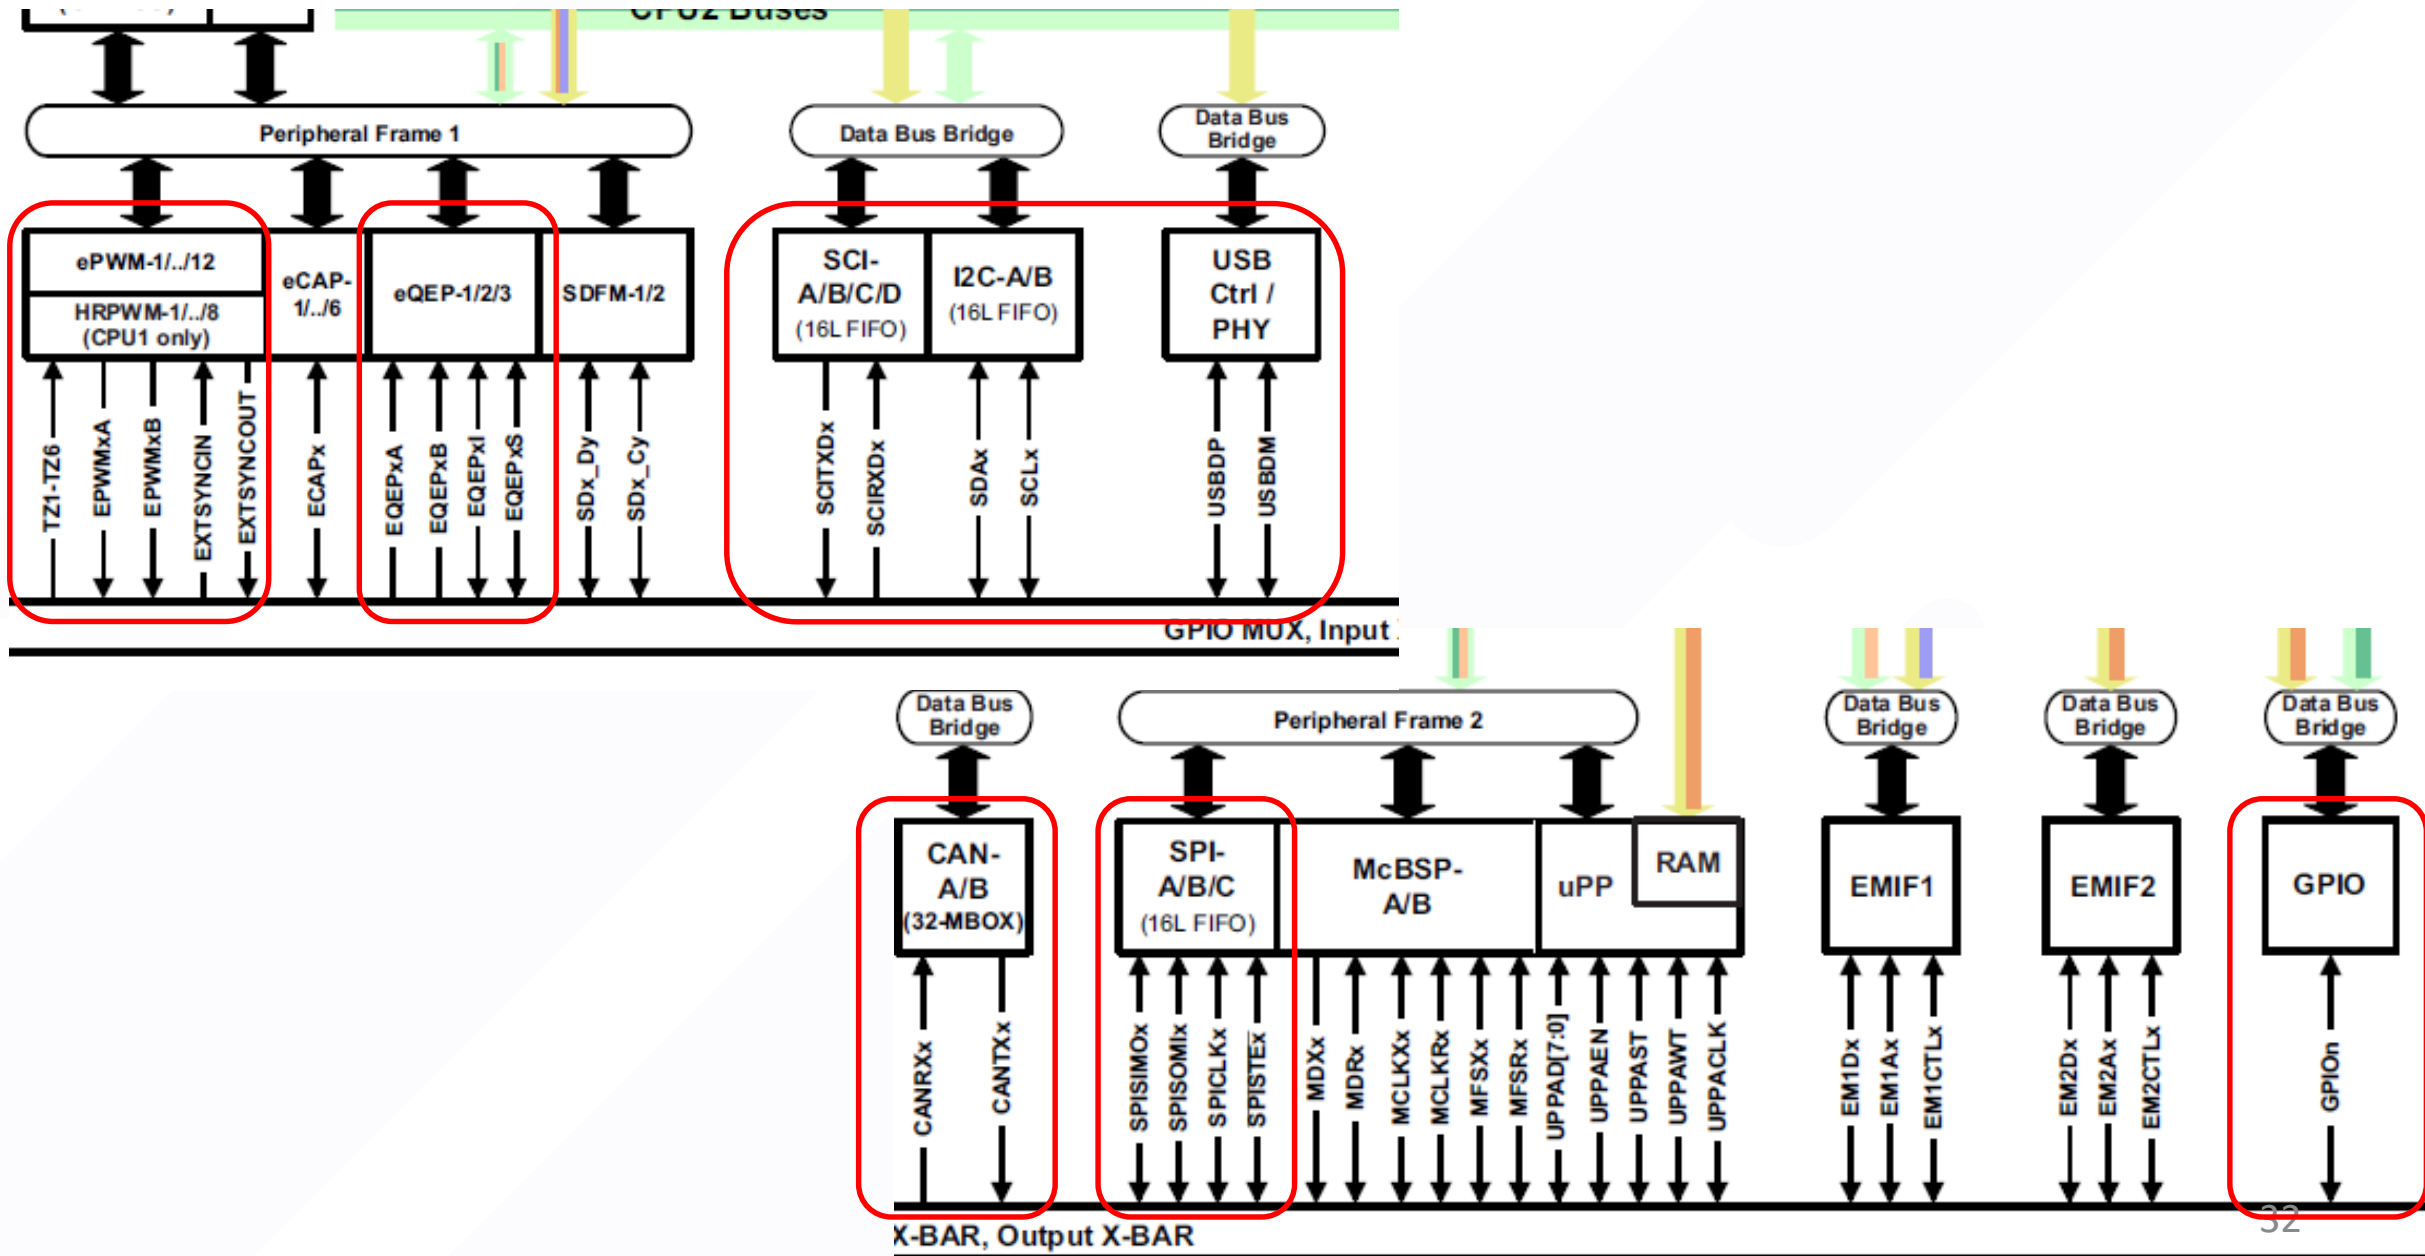 CPU2 Buses
Peripheral Frame 1
Data Bus Bridge
Data Bus
Bridge
ePWM-1/../12
HRPWM-1/../8
(CPU1 only)
eCAP-
1/../6
eQEP-1/2/3
SDFM-1/2
SCI-
A/B/C/D
(16L FIFO)
I2C-A/B
(16L FIFO)
USB
Ctrl /
PHY
TZ1-TZ6
EPWMxA
EPWMxB
EXTSYNCIN
EXTSYNCOUT
ECAPx
EQEPxA
EQEPxB
EQEPxI
EQEPxS
SDx_Dy
SDx_Cy
SCITXDx
SCIRXDx
SDAx
SCLx
USBDP
USBDM
GPIO MUX, Input
Data Bus
Bridge
Peripheral Frame 2
Data Bus
Bridge
Data Bus
Bridge
Data Bus
Bridge
CAN-
A/B
(32-MBOX)
SPI-
A/B/C
(16L FIFO)
McBSP-
A/B
uPP
RAM
EMIF1
EMIF2
GPIO
CANRXx
CANTXx
SPISIMOx
SPISOMIx
SPICLKx
SPISTEx
MDXx
MDRx
MCLKXx
MCLKRx
MFSXx
MFSRx
UPPAD[7:0]
UPPAEN
UPPAST
UPPAWT
UPPACLK
EM1Dx
EM1Ax
EM1CTLx
EM2Dx
EM2Ax
EM2CTLx
GPIOn
X-BAR, Output X-BAR
32